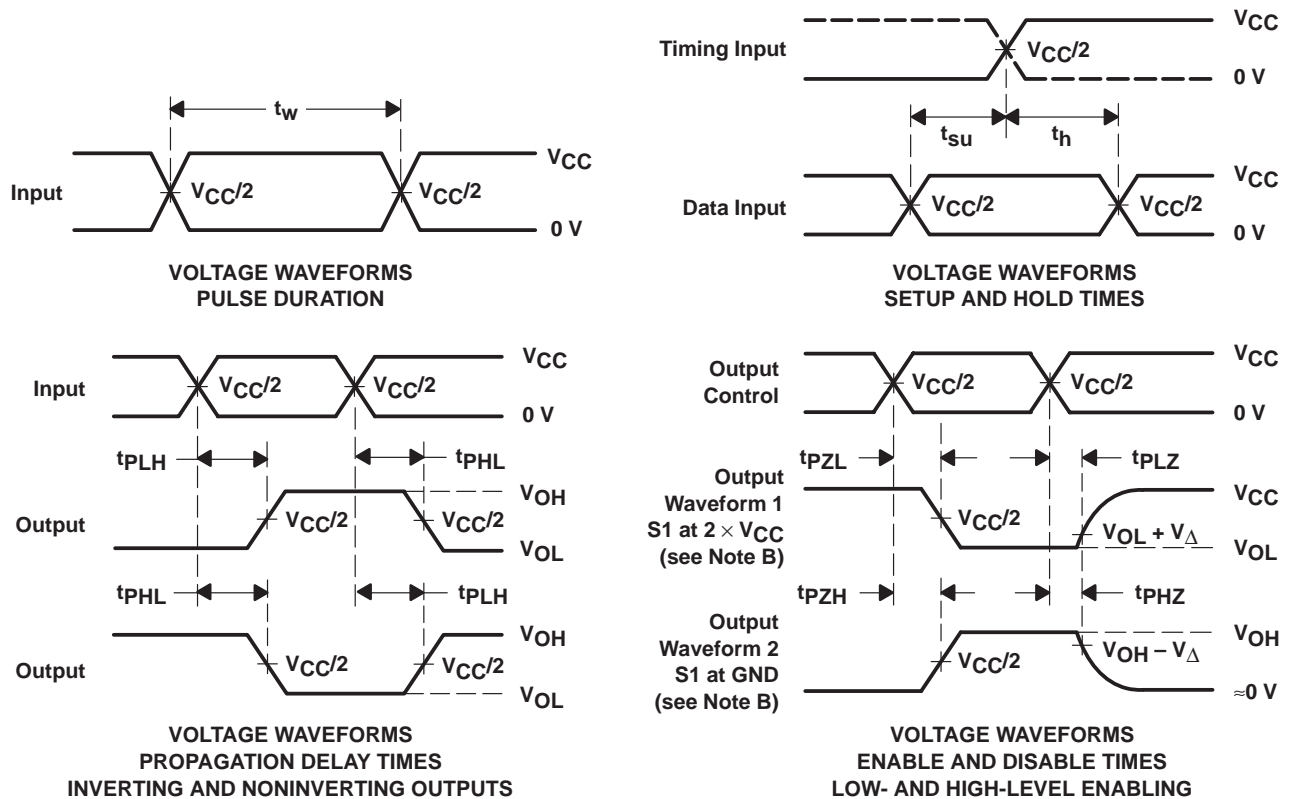 tw
Input
VCC
VCC/2
VCC/2
0 V
VOLTAGE WAVEFORMS
PULSE DURATION
Timing Input
VCC
VCC/2
0 V
tsu
th
Data Input
VCC
VCC/2
VCC/2
0 V
VOLTAGE WAVEFORMS
SETUP AND HOLD TIMES
Input
VCC
VCC/2
VCC/2
0 V
tPLH
tPHL
Output
VOH
VCC/2
VCC/2
VOL
tPHL
tPLH
Output
VOH
VCC/2
VCC/2
VOL
VOLTAGE WAVEFORMS
PROPAGATION DELAY TIMES
INVERTING AND NONINVERTING OUTPUTS
Output
Control
VCC
VCC/2
VCC/2
0 V
tPZL
tPLZ
Output
Waveform 1
S1 at 2 × VCC
(see Note B)
VCC
VCC/2
VOL + VΔ
VOL
tPZH
tPHZ
Output
Waveform 2
S1 at GND
(see Note B)
VOH
VCC/2
VOH – VΔ
≈0 V
VOLTAGE WAVEFORMS
ENABLE AND DISABLE TIMES
LOW- AND HIGH-LEVEL ENABLING